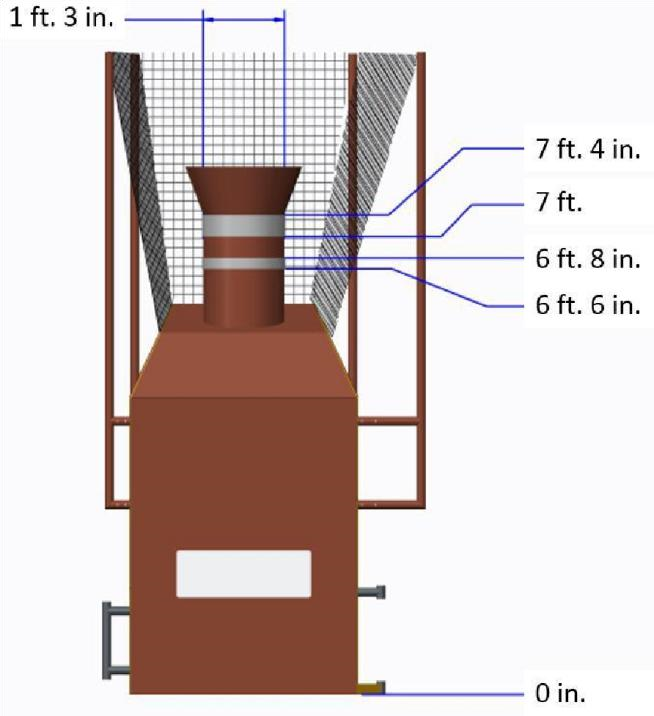 1 ft. 3 in.
7 ft. 4 in.
7 ft.
6 ft. 8 in.
6 ft. 6 in.
0 in.